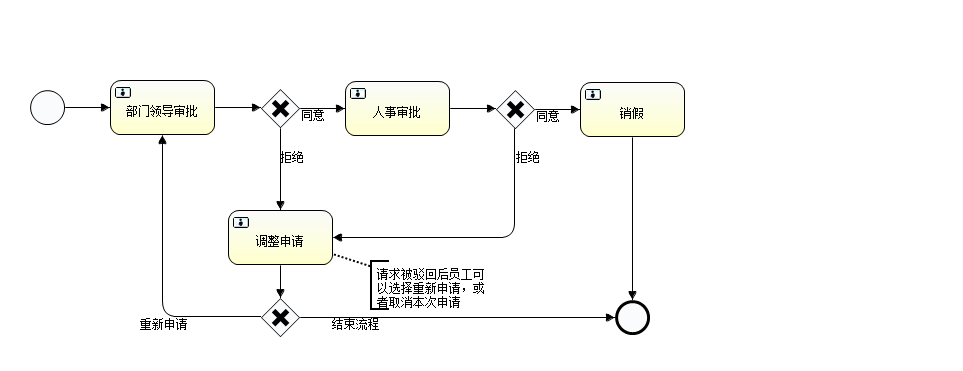 部门领导审批
同意
人事审批
同意
销假
拒绝
拒绝
调整申请
请求被驳回后员工可
以选择重新申请，或
者取消本次申请
重新申请
结束流程